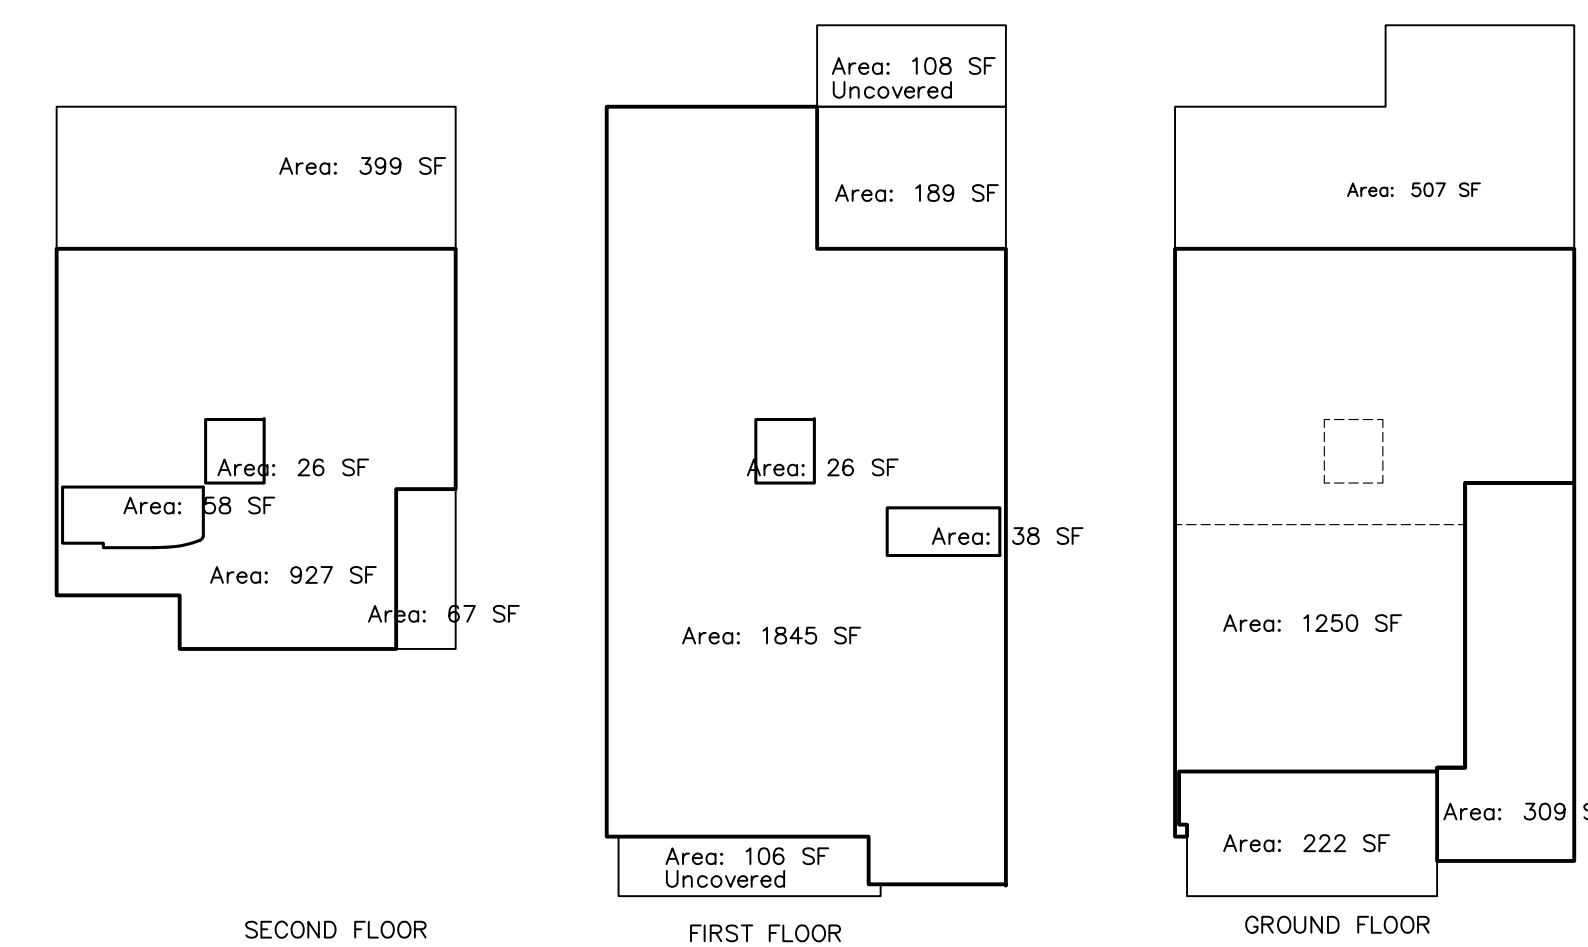 Area: 399 SF
Area: 26 SF
Area: 58 SF
Area: 927 SF
Area: 67 SF
SECOND FLOOR
Area: 108 SF
Uncovered
Area: 189 SF
Area: 26 SF
Area: 38 SF
Area: 1845 SF
Area: 106 SF
Uncovered
FIRST FLOOR
Area: 507 SF
Area: 1250 SF
Area: 309 S
Area: 222 SF
GROUND FLOOR